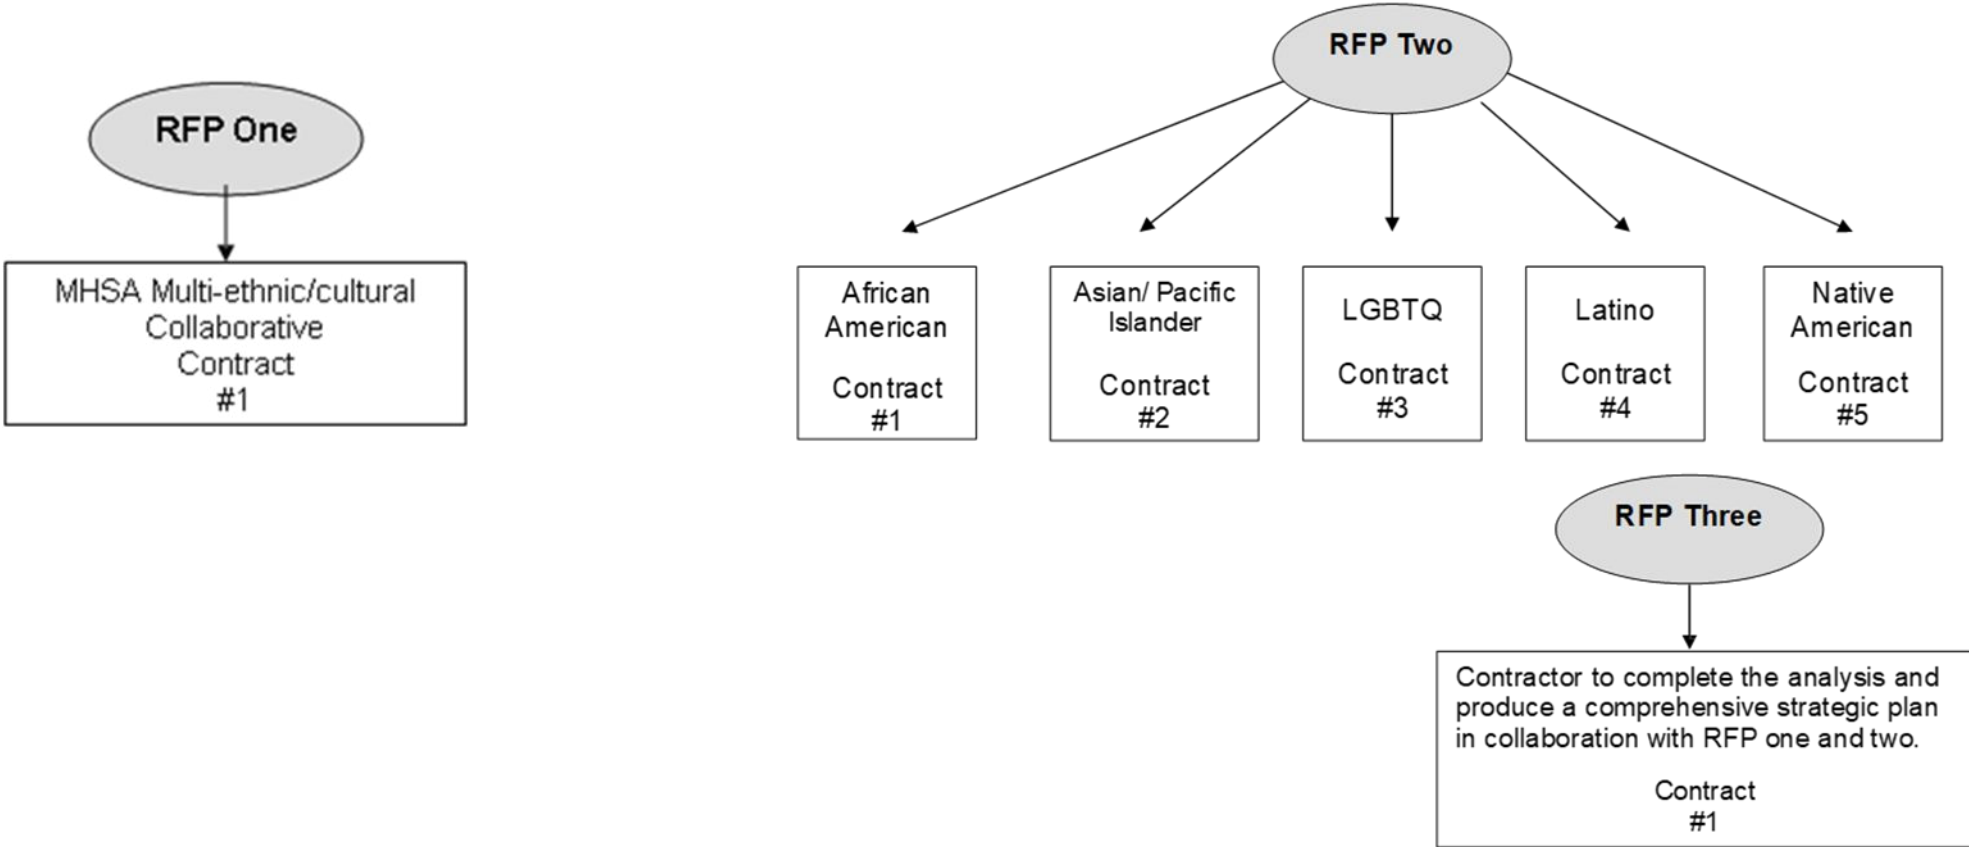 RFP One
MHSA Multi-ethnic/cultural
Collaborative
Contract
#1
RFP Two
African
American
Contract
#1
Asian/ Pacific
Islander
Contract
#2
LGBTQ
Contract
#3
Latino
Contract
#4
Native
American
Contract
#5
RFP Three
Contractor to complete the analysis and
produce a comprehensive strategic plan
in collaboration with RFP one and two.
Contract
#1